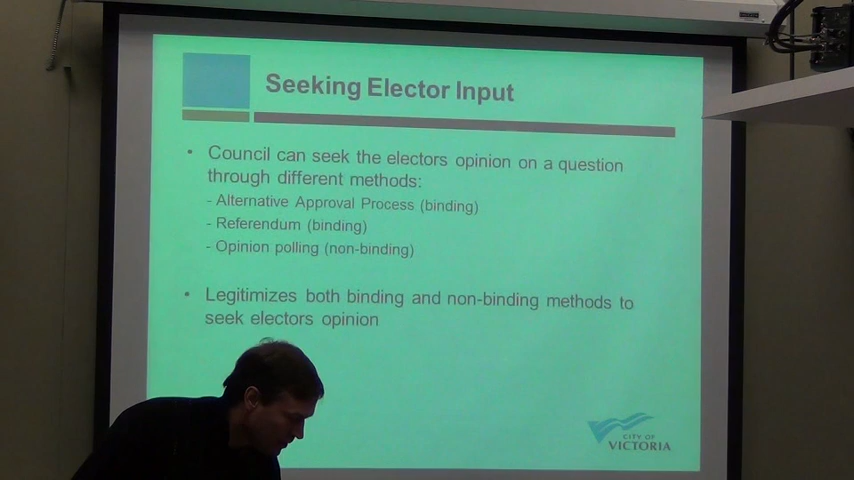 Seeking Elector Input
• Council can seek the electors opinion on a question
through different methods:
- Alternative Approval Process (binding)
- Referendum (binding)
- Opinion polling (non-binding)
• Legitimizes both binding and non-binding methods to
seek electors opinion
CITY OF
VICTORIA